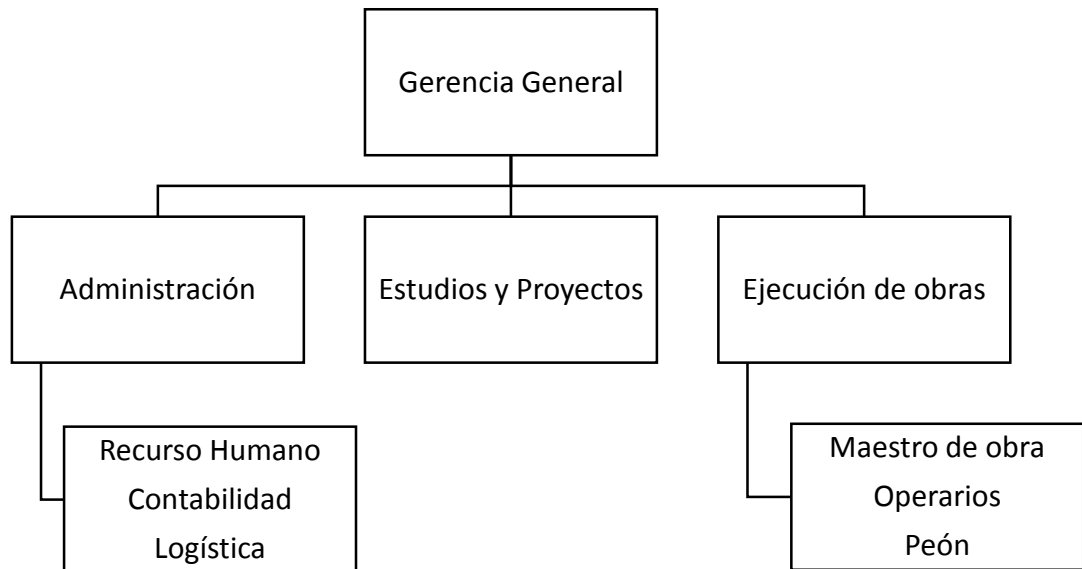 Gerencia General
Administración
Estudios y Proyectos
Ejecución de obras
Recurso Humano
Contabilidad
Logística
Maestro de obra
Operarios
Peón